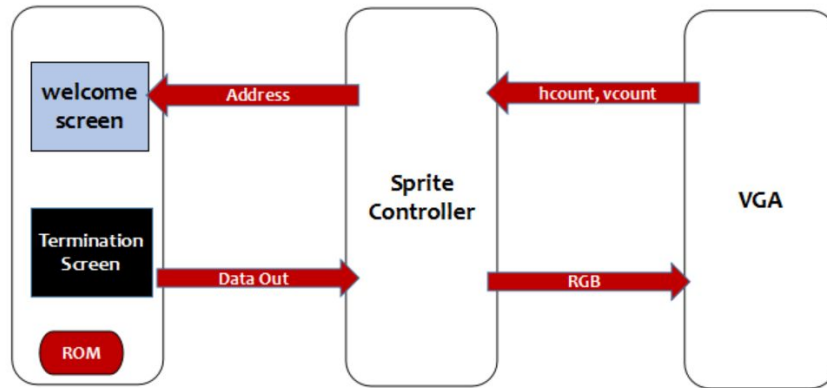 welcome
screen
Address
hcount, vcount
Sprite
Controller
VGA
Termination
Screen
Data Out
RGB
ROM